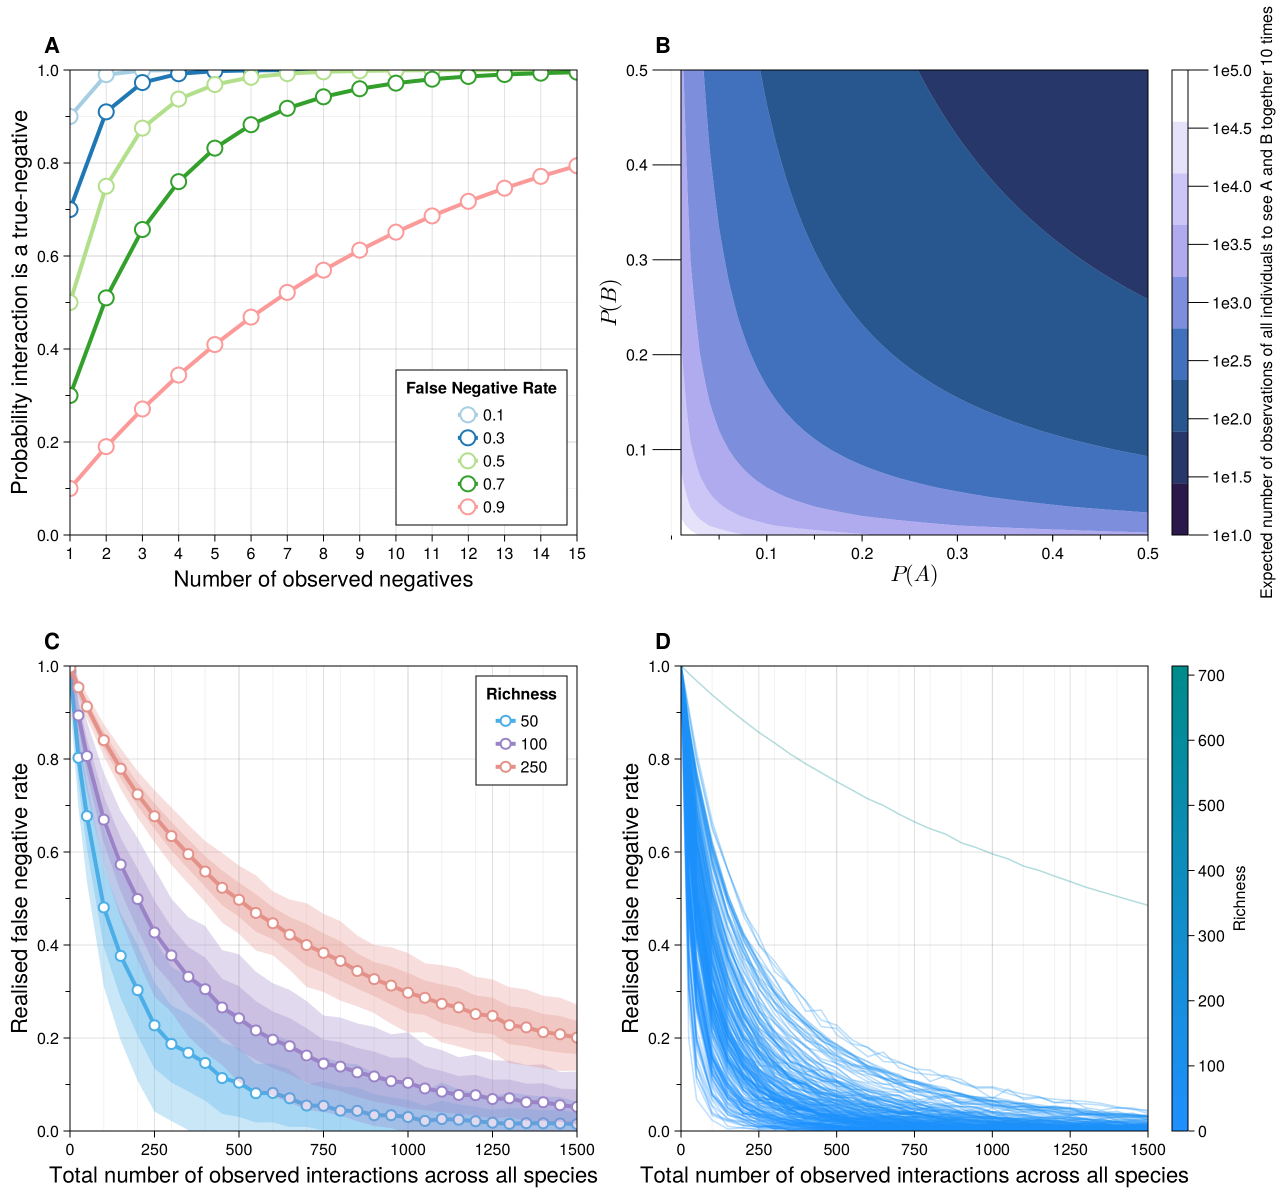 A
Probability interaction is a true-negative
1.0
0.8
0.6
0.4
0.2
0.0
1 2 3 4 5 6 7 8 9 10 11 12 13 14 15
Number of observed negatives
False Negative Rate
0.1
0.3
0.5
0.7
0.9
B
P(B)
0.5
0.4
0.3
0.2
0.1
0.1 0.2 0.3 0.4 0.5
P(A)
1e5.0
1e4.5
1e4.0
1e3.5
1e3.0
1e2.5
1e2.0
1e1.5
1e1.0
Expected number of observations of all individuals to see A and B together 10 times
C
Realised false negative rate
1.0
0.8
0.6
0.4
0.2
0.0
0 250 500 750 1000 1250 1500
Total number of observed interactions across all species
Richness
50
100
250
D
Realised false negative rate
1.0
0.8
0.6
0.4
0.2
0.0
0 250 500 750 1000 1250 1500
Total number of observed interactions across all species
700
600
500
400
300
200
100
0
Richness